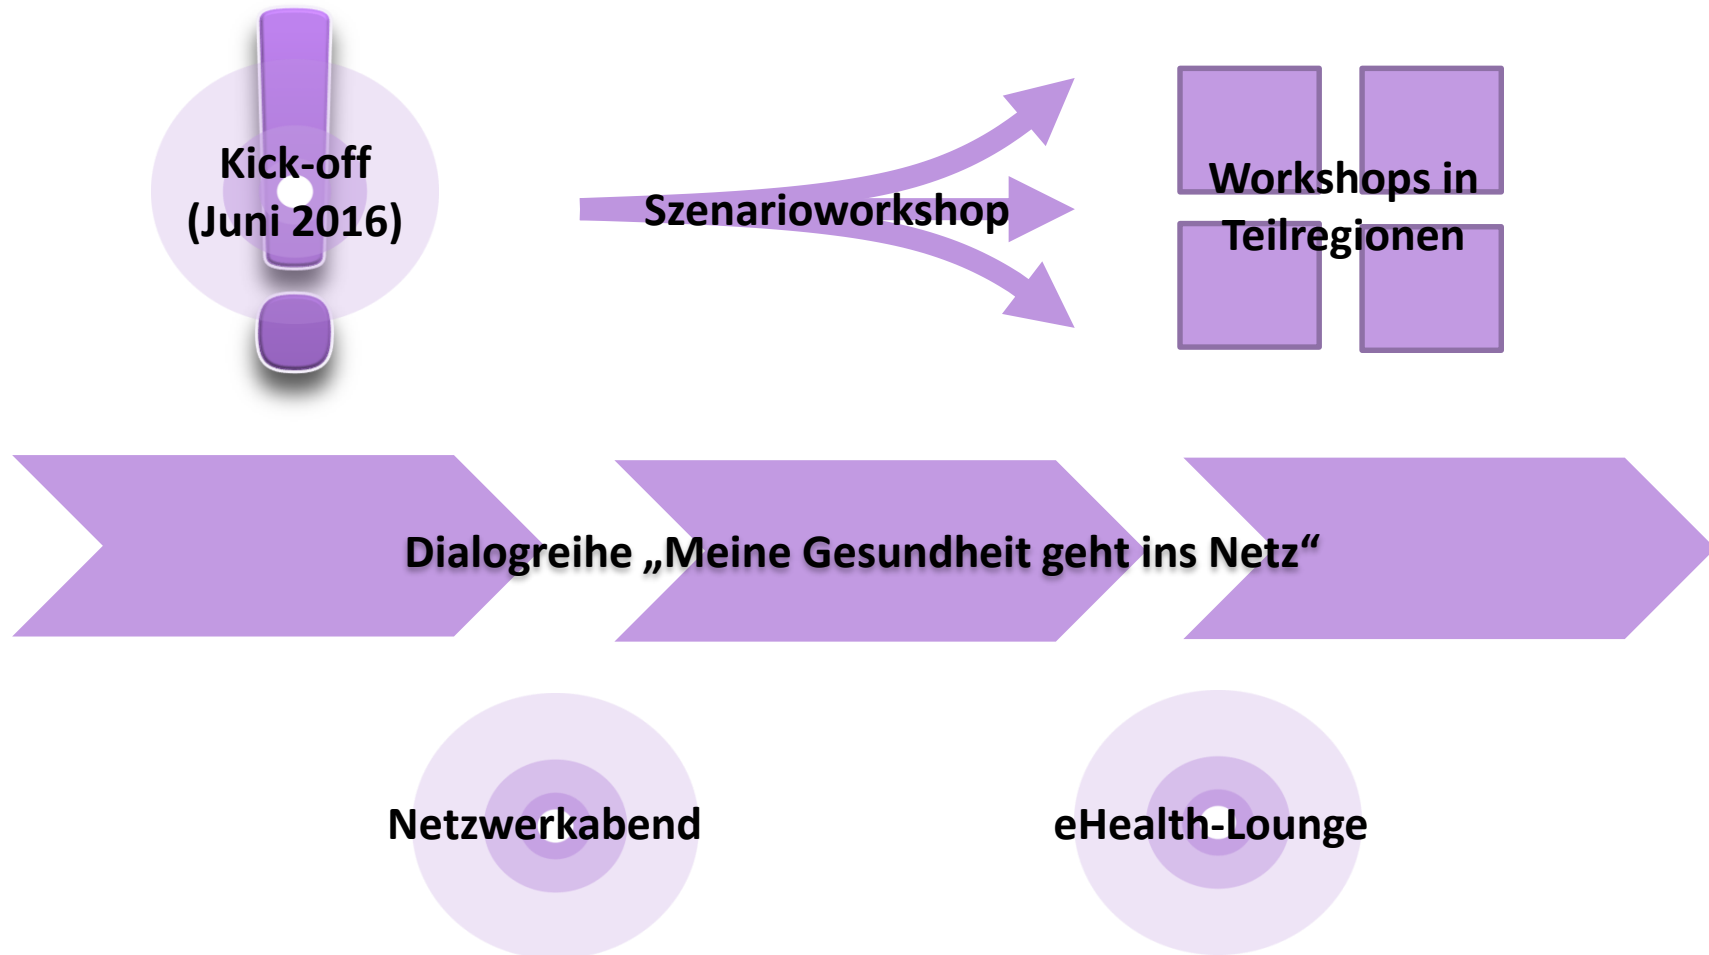 Kick-off
(Juni 2016)
Szenarioworkshop
Workshops in
Teilregionen
Dialogreihe „Meine Gesundheit geht ins Netz“
Netzwerkabend
eHealth-Lounge